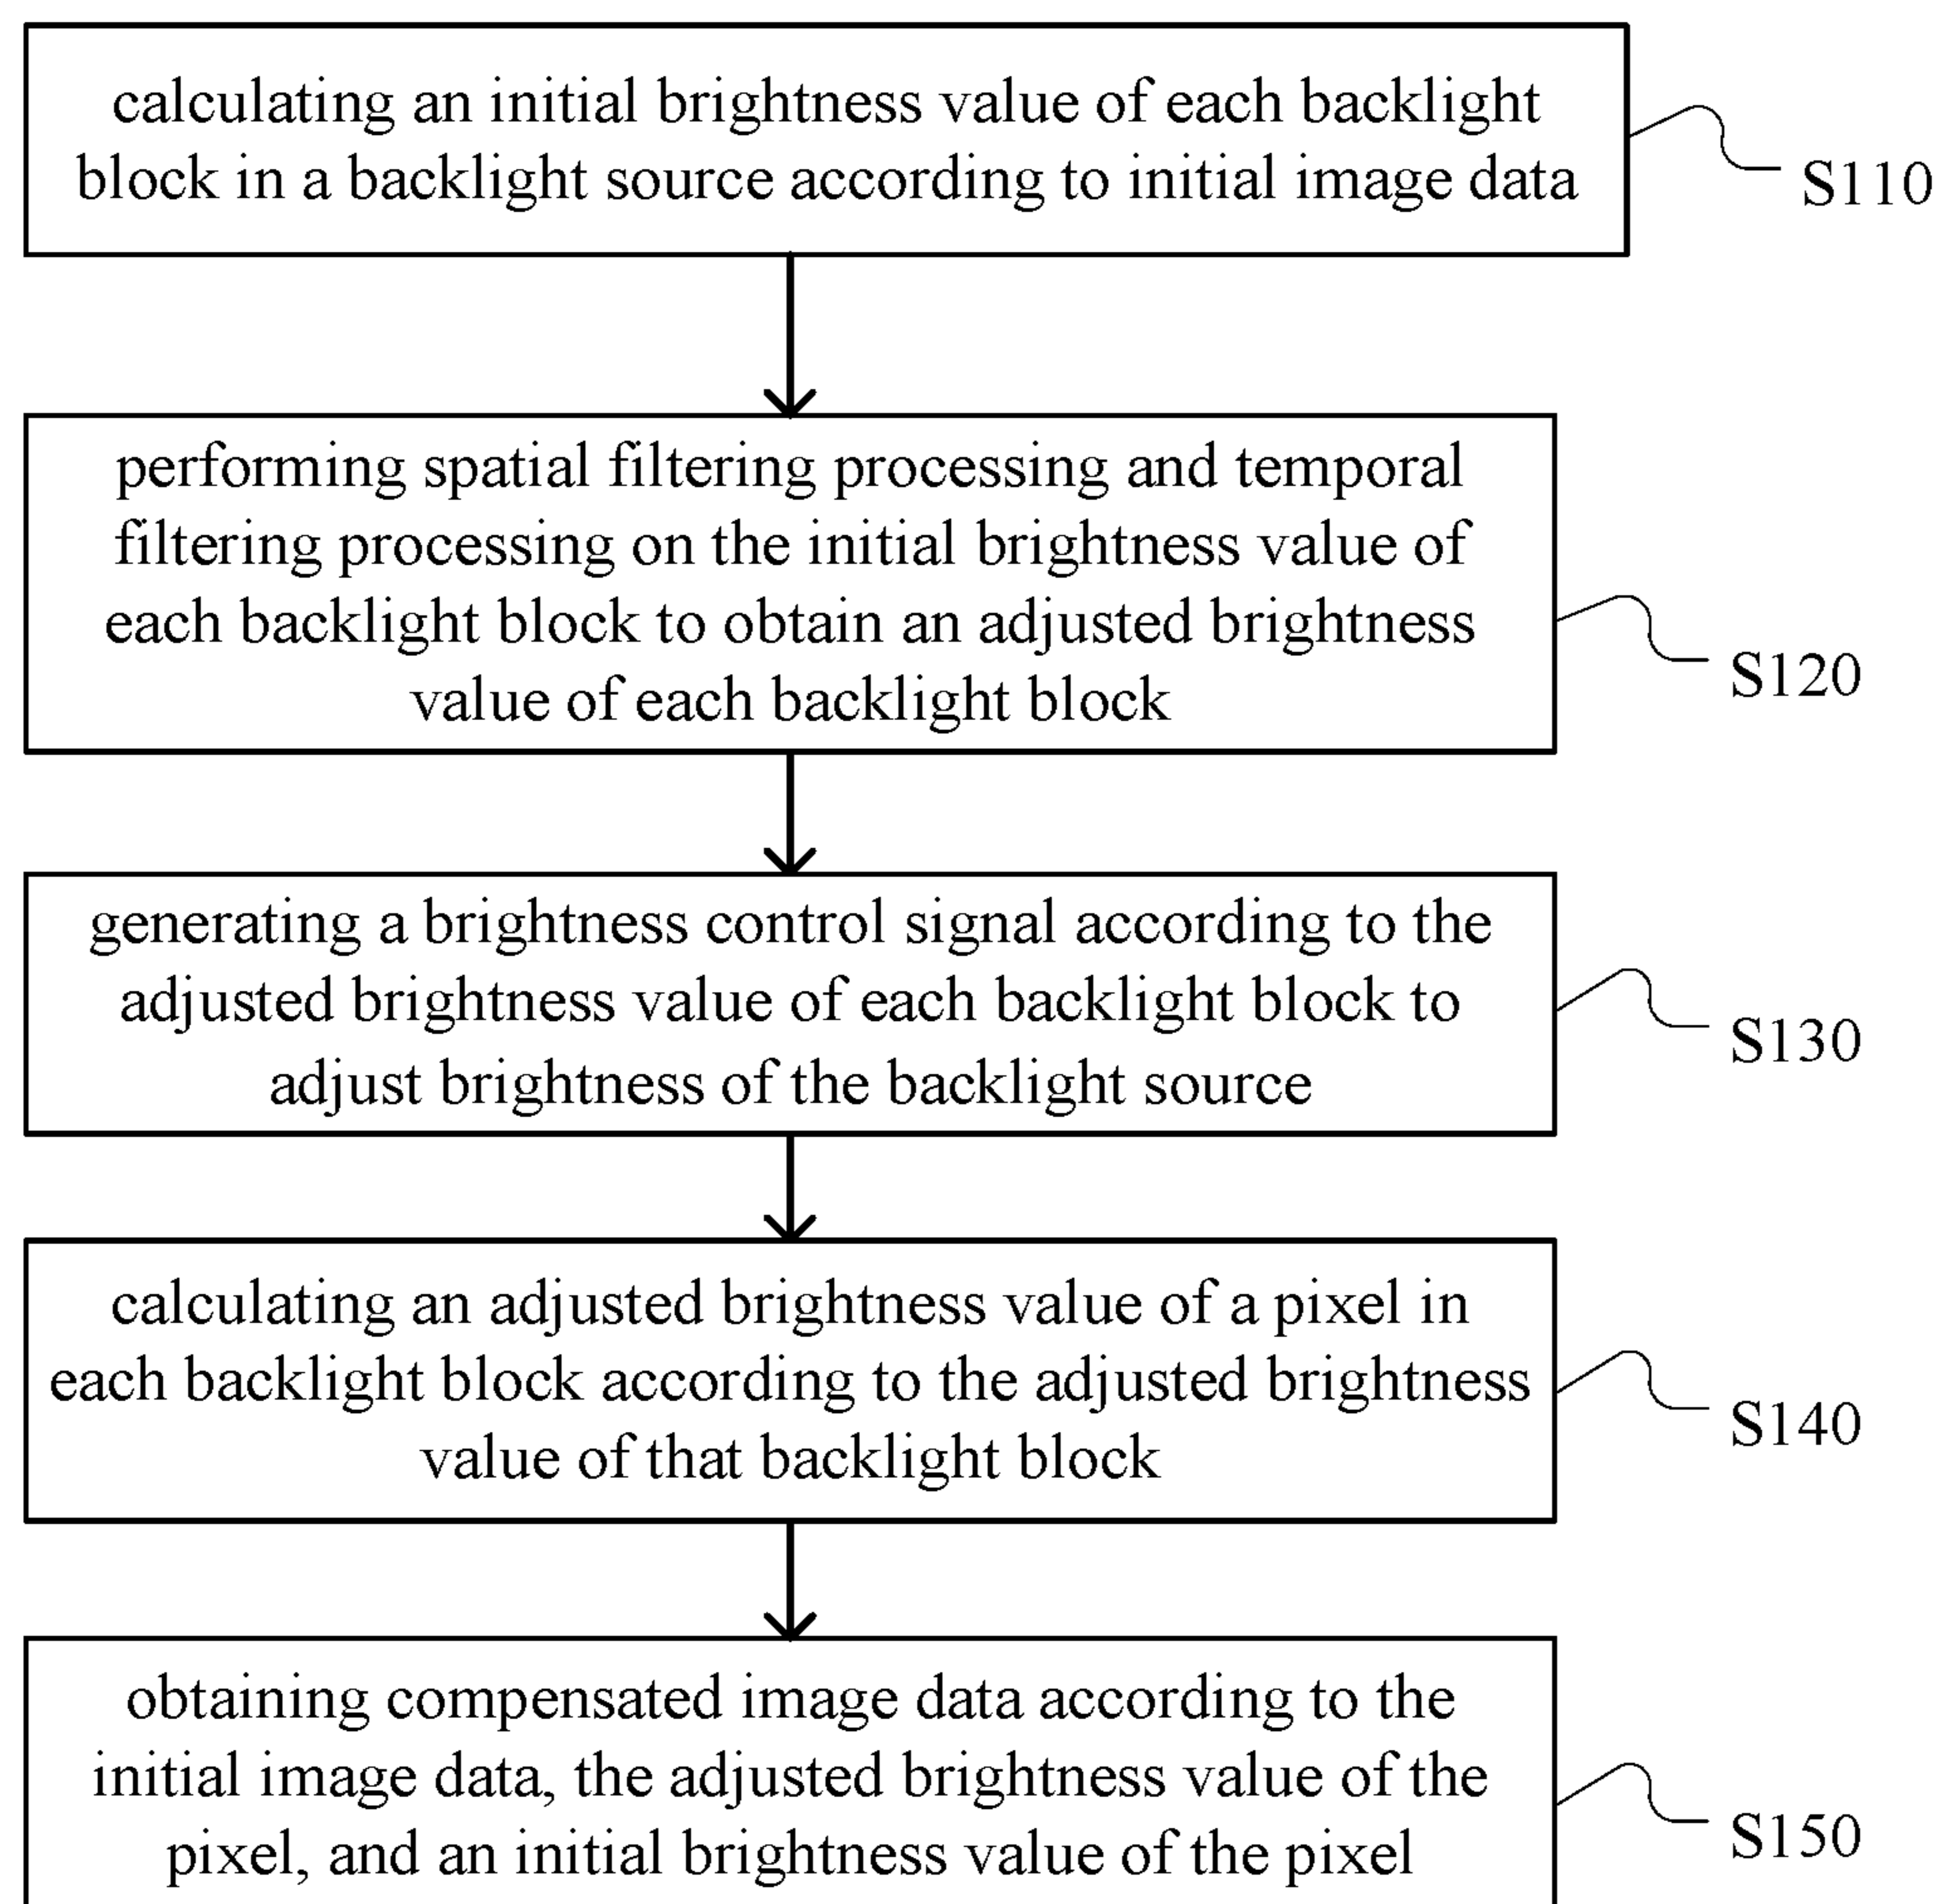 calculating an initial brightness value of each backlight
block in a backlight source according to initial image data
S110
performing spatial filtering processing and temporal
filtering processing on the initial brightness value of
each backlight block to obtain an adjusted brightness
value of each backlight block
S120
generating a brightness control signal according to the
adjusted brightness value of each backlight block to
adjust brightness of the backlight source
S130
calculating an adjusted brightness value of a pixel in
each backlight block according to the adjusted brightness
value of that backlight block
S140
obtaining compensated image data according to the
initial image data, the adjusted brightness value of the
pixel, and an initial brightness value of the pixel
S150